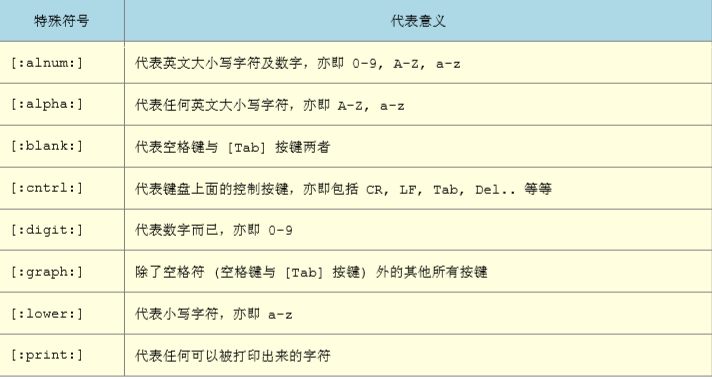 特殊符号 代表意义
[:alnum:] 代表英文大小写字符及数字，亦即 0-9, A-Z, a-z
[:alpha:] 代表任何英文大小写字符，亦即 A-Z, a-z
[:blank:] 代表空格键与 [Tab] 按键两者
[:cntrl:] 代表键盘上面的控制按键，亦即包括 CR, LF, Tab, Del.. 等等
[:digit:] 代表数字而已，亦即 0-9
[:graph:] 除了空格符 (空格键与 [Tab] 按键) 外的其他所有按键
[:lower:] 代表小写字符，亦即 a-z
[:print:] 代表任何可以被打印出来的字符